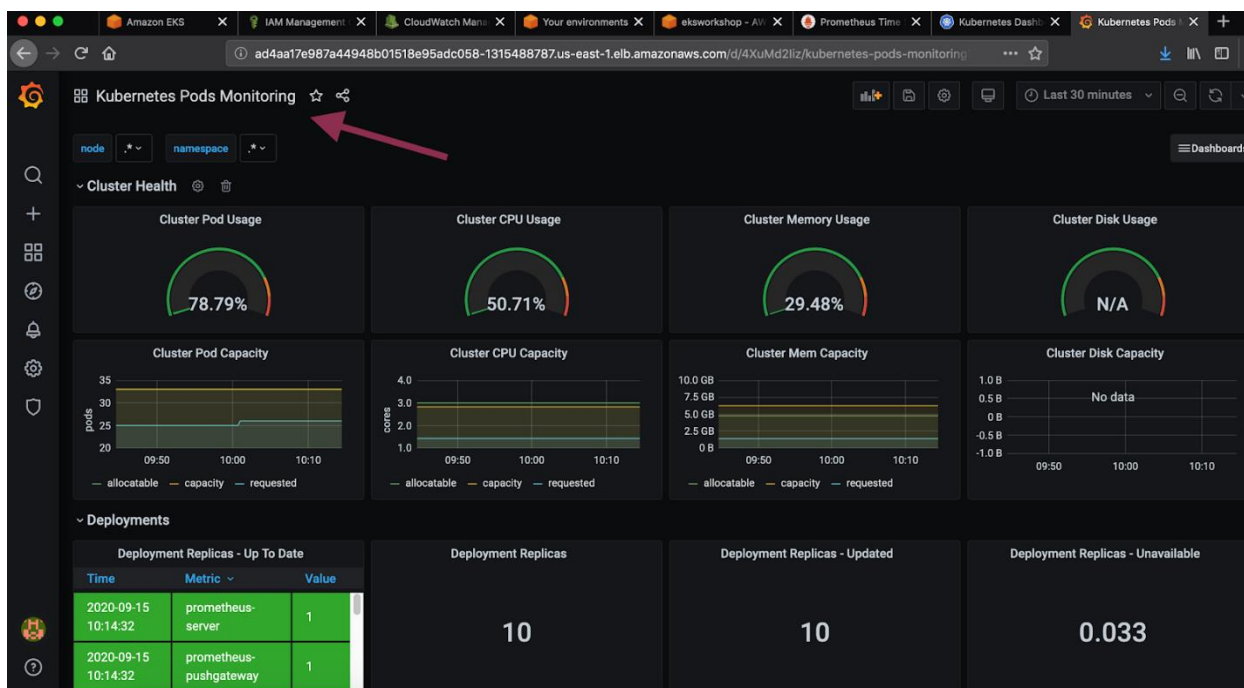 Amazon EKS
IAM Management
CloudWatch Mana
Your environments
eksworkshop - AW
Prometheus Time
Kubernetes Dashb
Kubernetes Pods
ad4aa17e987a44948b01518e95adc058-1315488787.us-east-1.elb.amazonaws.com/d/4XuMd2Iiz/kubernetes-pods-monitoring
Kubernetes Pods Monitoring
Last 30 minutes
node .* namespace .*
Dashboards
Cluster Health
Cluster Pod Usage
78.79%
Cluster CPU Usage
50.71%
Cluster Memory Usage
29.48%
Cluster Disk Usage
N/A
Cluster Pod Capacity
pods
35
30
25
20
09:50 10:00 10:10
allocatable capacity requested
Cluster CPU Capacity
cores
4.0
3.0
2.0
1.0
09:50 10:00 10:10
allocatable capacity requested
Cluster Mem Capacity
10.0 GB
7.5 GB
5.0 GB
2.5 GB
0 B
09:50 10:00 10:10
allocatable capacity requested
Cluster Disk Capacity
1.0 B
0.5 B
0 B
-0.5 B
-1.0 B
No data
09:50 10:00 10:10
Deployments
Deployment Replicas - Up To Date
Time Metric Value
2020-09-15 10:14:32 prometheus-server 1
2020-09-15 10:14:32 prometheus-pushgateway 1
Deployment Replicas
10
Deployment Replicas - Updated
10
Deployment Replicas - Unavailable
0.033